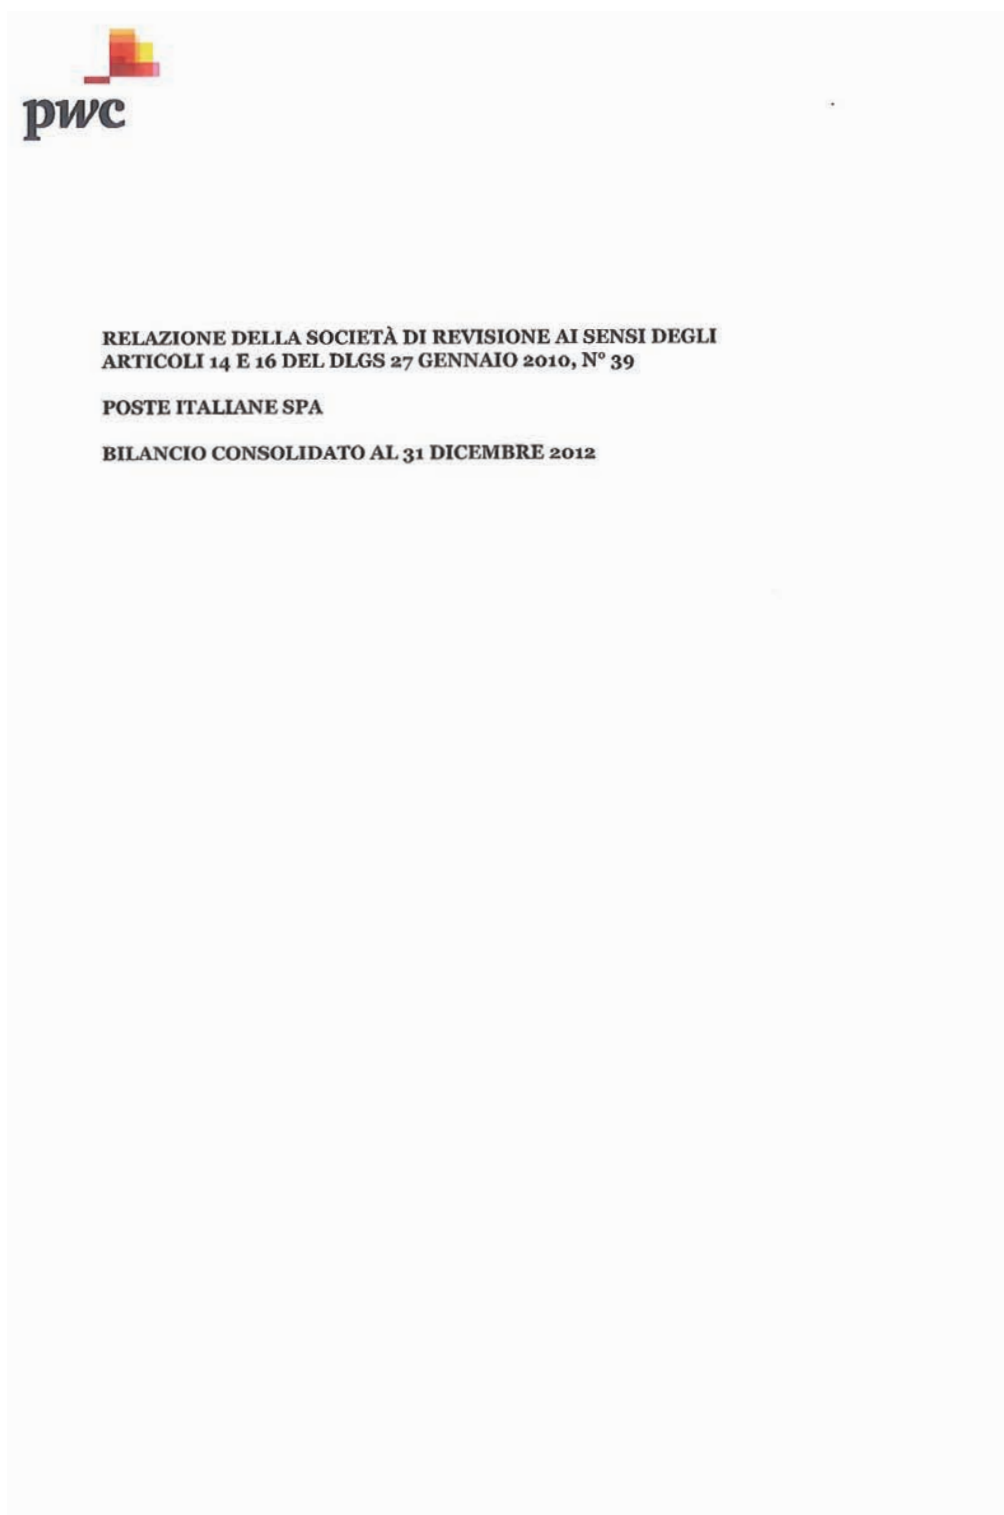 pwc
RELAZIONE DELLA SOCIETÀ DI REVISIONE AI SENSI DEGLI
ARTICOLI 14 E 16 DEL DLGS 27 GENNAIO 2010, N° 39
POSTE ITALIANE SPA
BILANCIO CONSOLIDATO AL 31 DICEMBRE 2012